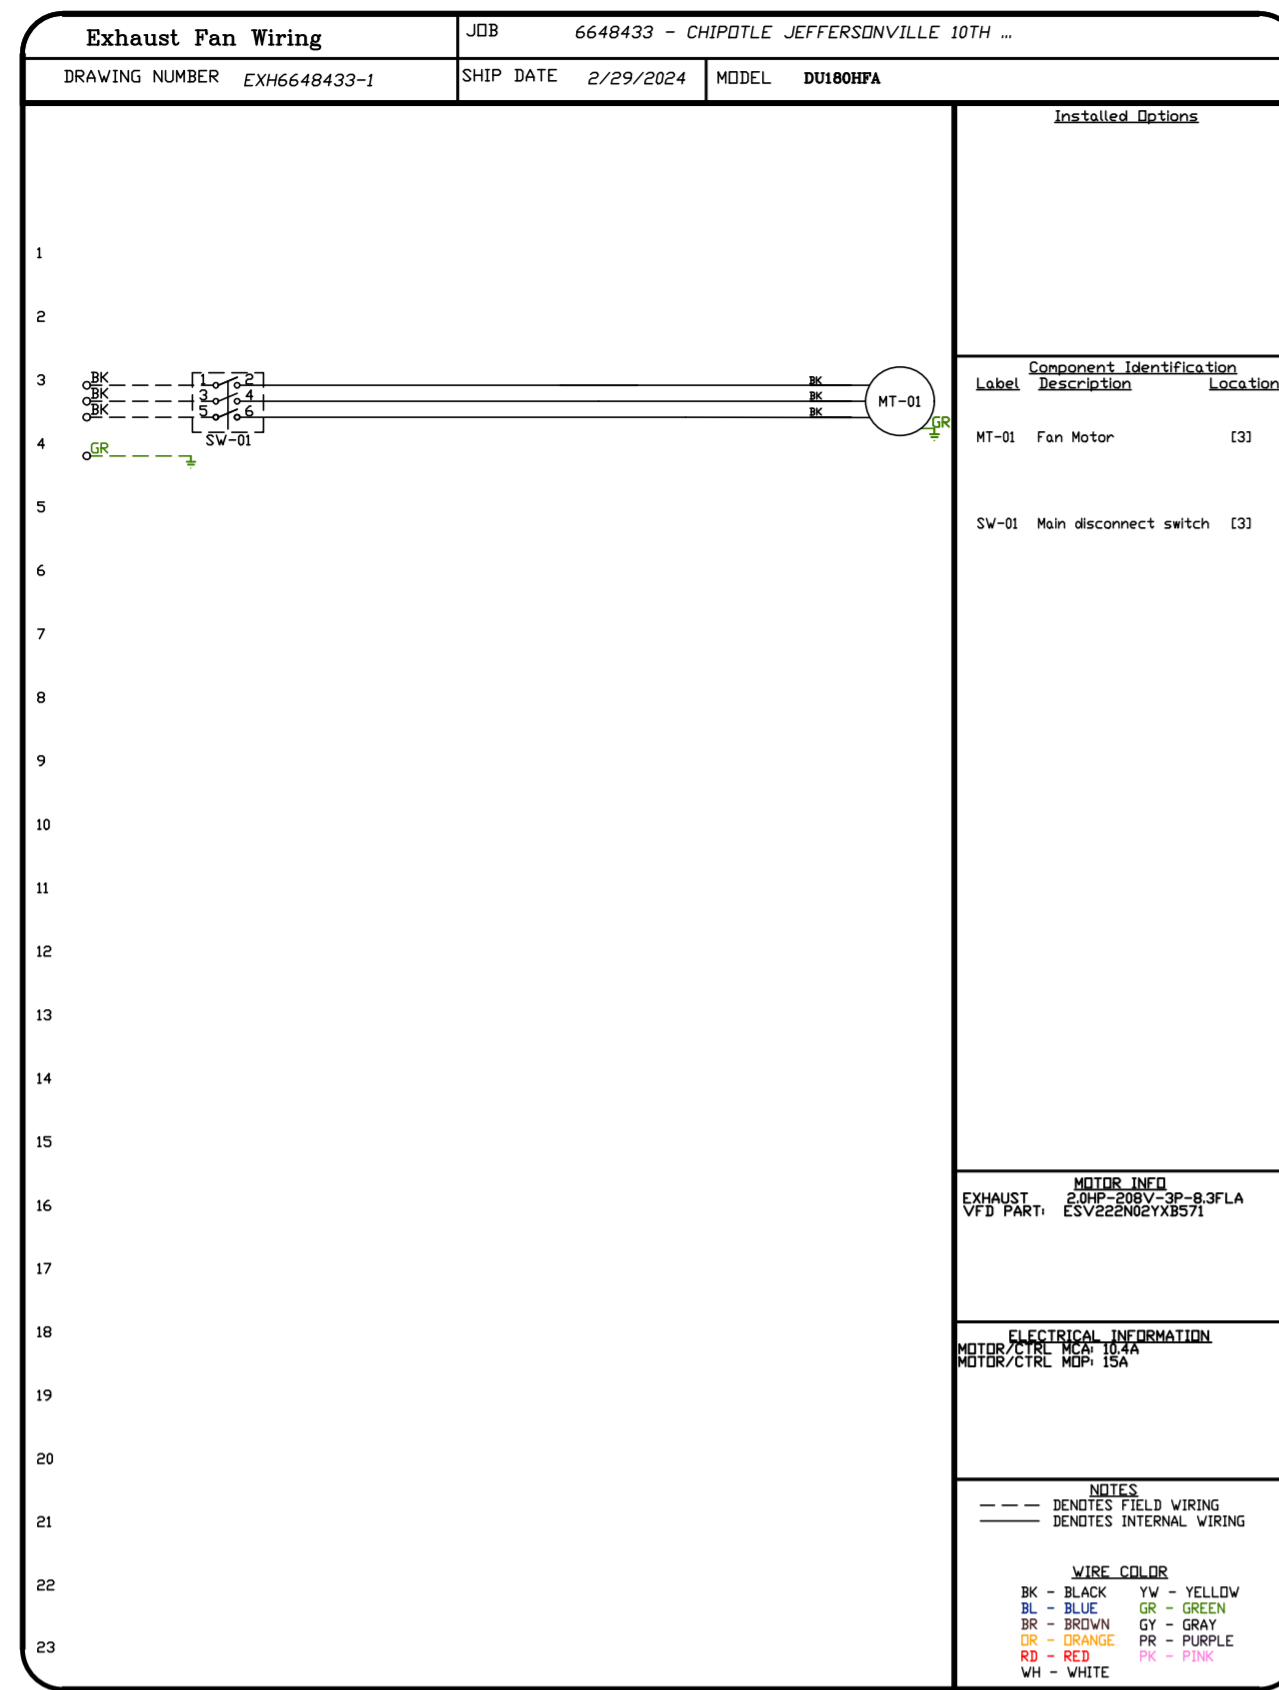 Exhaust Fan Wiring
JOB 6648433 - CHIPOTLE JEFFERSONVILLE 10TH ...
DRAWING NUMBER EXH6648433-1
SHIP DATE 2/29/2024
MODEL DU180HFA
Installed Options
1
2
3
BK 1 2 BK
BK 3 4 BK
BK 5 6 BK
MT-01
GR
SW-01
4
GR
5
6
7
8
9
10
11
12
13
14
15
16
17
18
19
20
21
22
23
Component Identification
Label Description Location
MT-01 Fan Motor [3]
SW-01 Main disconnect switch [3]
MOTOR INFO
EXHAUST 2.0HP-208V-3P-8.3FLA
VFD PART: ESV222N02YXB571
ELECTRICAL INFORMATION
MOTOR/CTRL MCA: 10.4A
MOTOR/CTRL MOP: 15A
NOTES
DENOTES FIELD WIRING
DENOTES INTERNAL WIRING
WIRE COLOR
BK - BLACK YW - YELLOW
BL - BLUE GR - GREEN
BR - BROWN GY - GRAY
OR - ORANGE PR - PURPLE
RD - RED PK - PINK
WH - WHITE